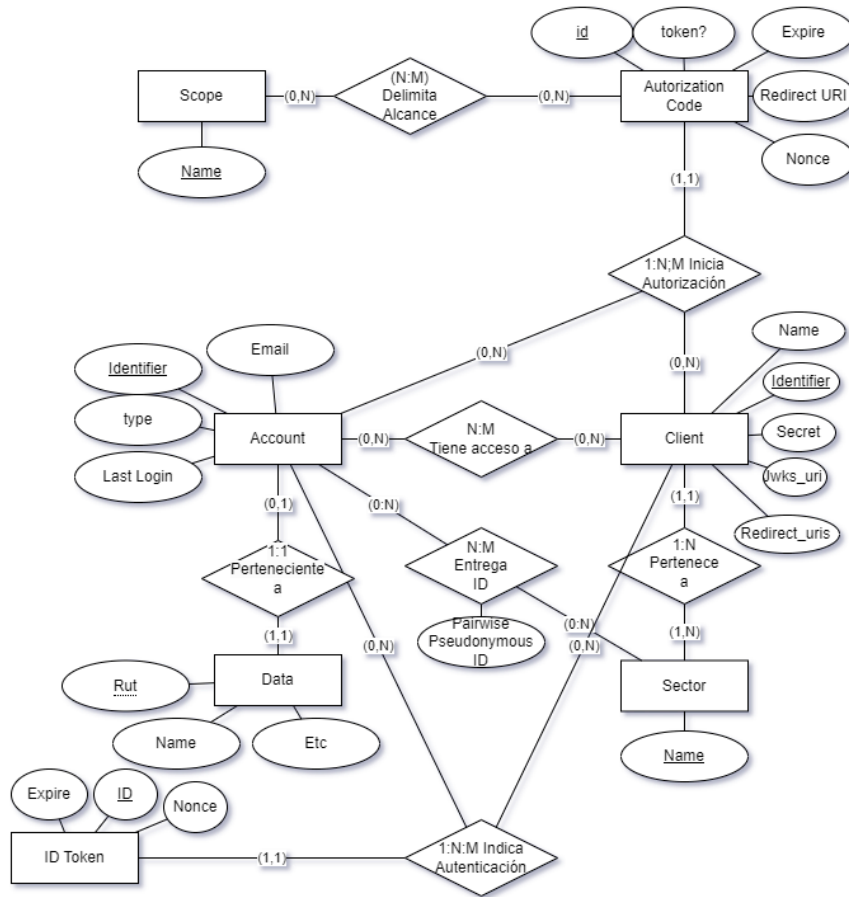 id
token?
Expire
Scope
(0,N)
(N:M)
Delimita
Alcance
(0,N)
Autorization
Code
Redirect URI
Name
Nonce
(1,1)
1:N;M Inicia
Autorización
(0,N)
(0,N)
Email
Name
Identifier
Identifier
type
Account
(0,N)
N:M
Tiene acceso a
(0,N)
Client
Secret
Last Login
Jwks_uri
(0,1)
(0:N)
(1,1)
Redirect_uris
1:1
Perteneciente
a
N:M
Entrega
ID
1:N
Pertenece
a
(1,1)
(0,N)
Pairwise
Pseudonymous
ID
(0:N)
(0,N)
(1,N)
Rut
Data
Sector
Name
Etc
Name
Expire
ID
Nonce
ID Token
(1,1)
1:N:M Indica
Autenticación